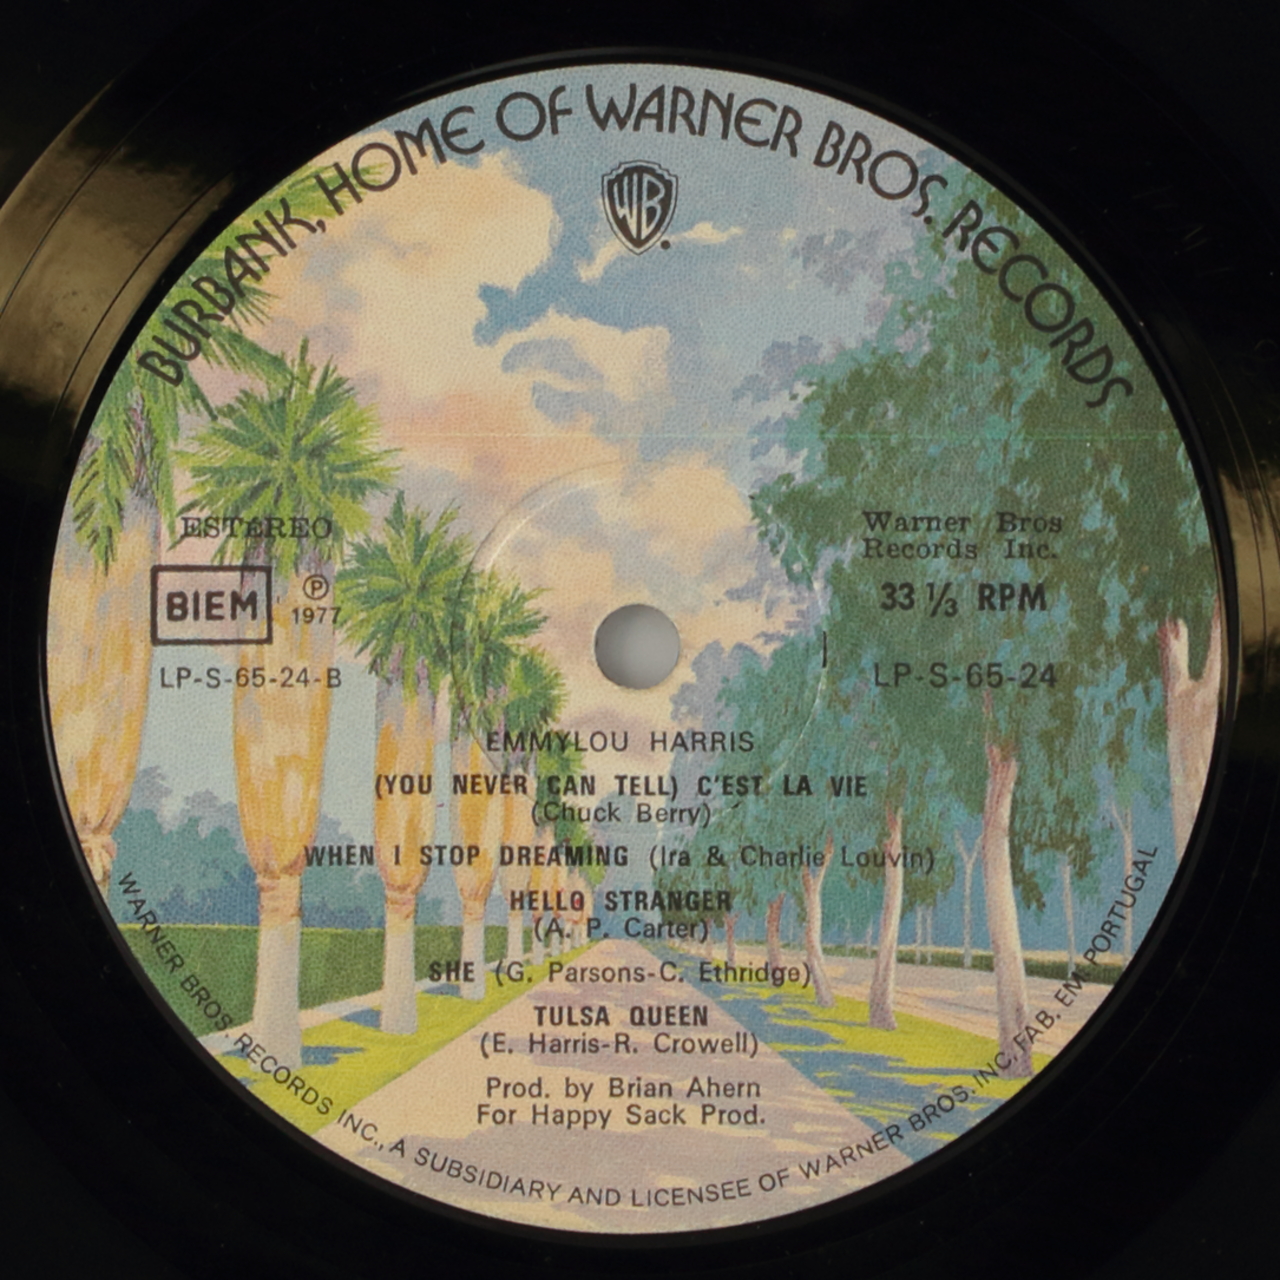 BURBANK, HOME OF WARNER BROS. RECORDS
WB
ESTEREO
BIEM
℗
1977
LP-S-65-24-B
Warner Bros
Records Inc.
33 ⅓ RPM
LP-S-65-24
EMMYLOU HARRIS
(YOU NEVER CAN TELL) C'EST LA VIE
(Chuck Berry)
WHEN I STOP DREAMING (Ira & Charlie Louvin)
HELLO STRANGER
(A. P. Carter)
SHE (G. Parsons-C. Ethridge)
TULSA QUEEN
(E. Harris-R. Crowell)
Prod. by Brian Ahern
For Happy Sack Prod.
WARNER BROS. RECORDS INC., A SUBSIDIARY AND LICENSEE OF WARNER BROS. INC. FAB. EM PORTUGAL